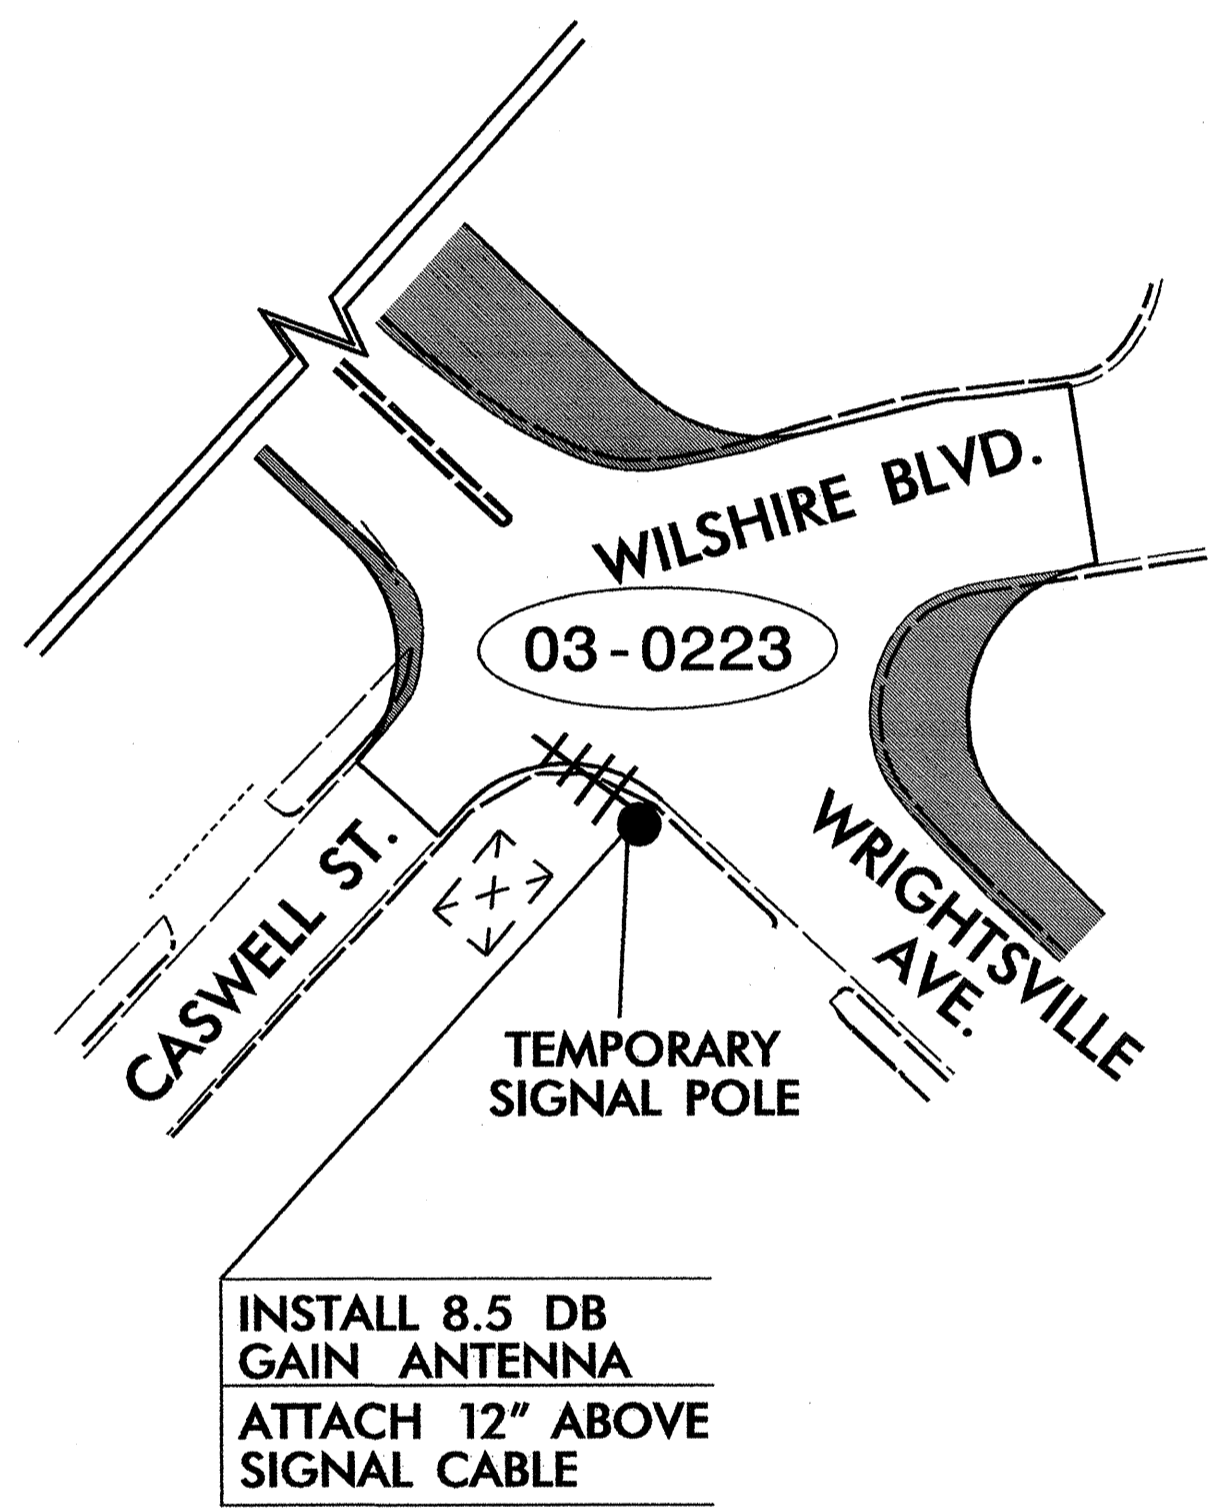 WILSHIRE BLVD.
03-0223
CASWELL ST.
WRIGHTSVILLE
AVE.
TEMPORARY
SIGNAL POLE
INSTALL 8.5 DB
GAIN ANTENNA
ATTACH 12" ABOVE
SIGNAL CABLE